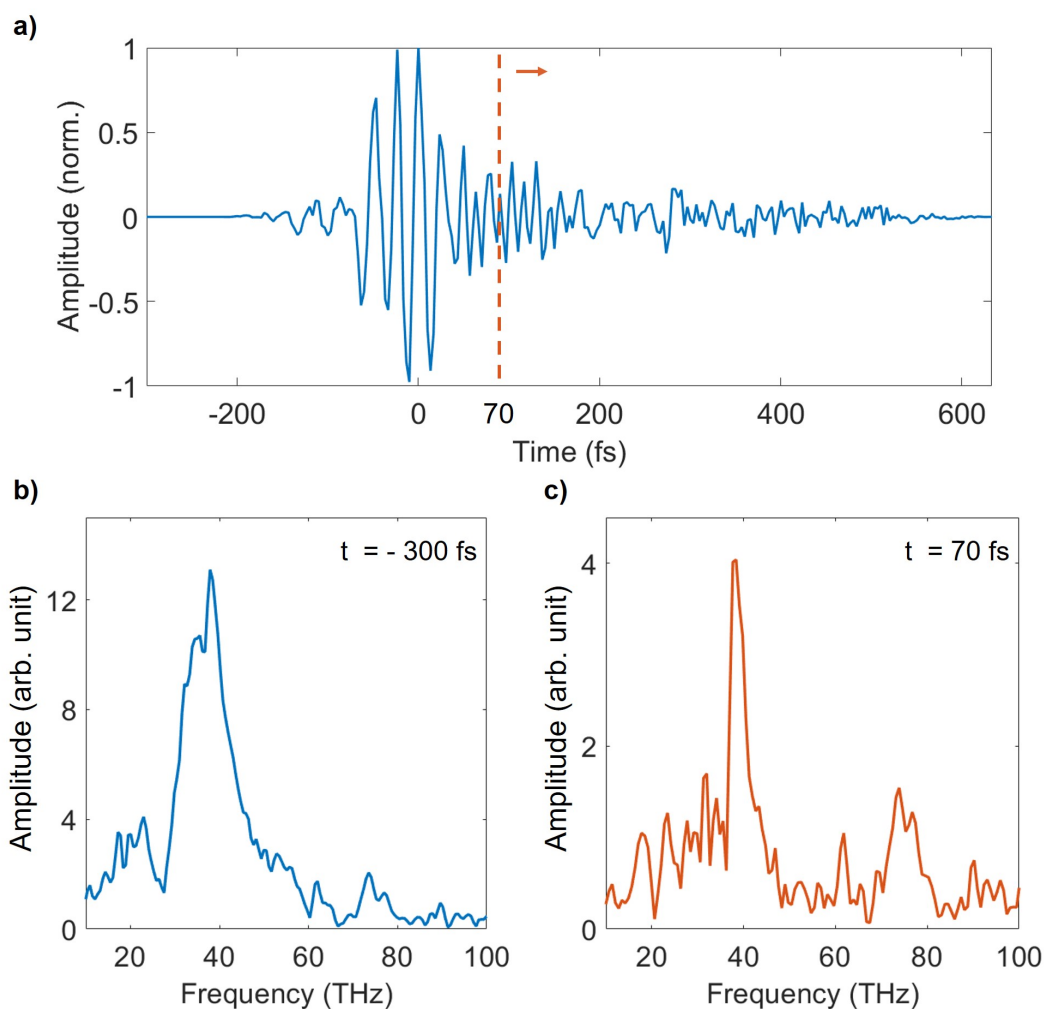 a)
Amplitude (norm.)
1
0.5
0
-0.5
-1
-200
0
70
200
400
600
Time (fs)
b)
t = - 300 fs
Amplitude (arb. unit)
12
8
4
0
20
40
60
80
100
Frequency (THz)
c)
t = 70 fs
Amplitude (arb. unit)
4
2
0
20
40
60
80
100
Frequency (THz)